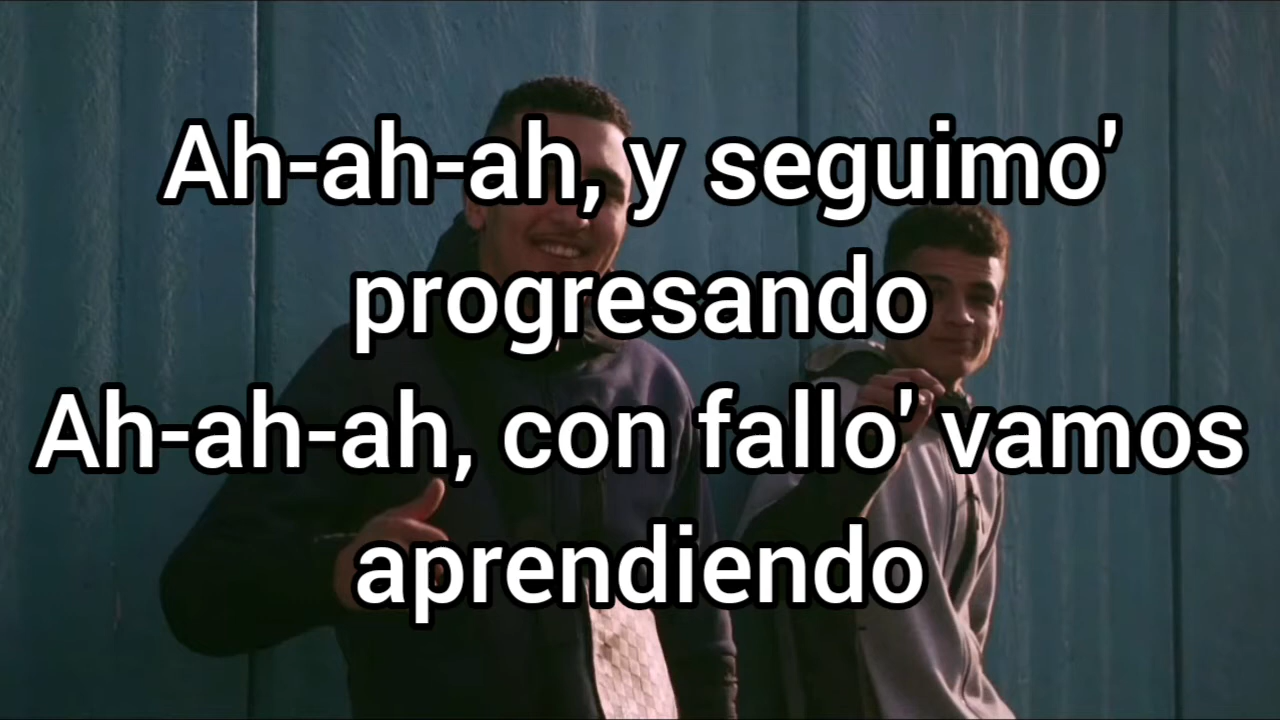 Ah-ah-ah, y seguimo'
progresando
Ah-ah-ah, con fallo' vamos
aprendiendo